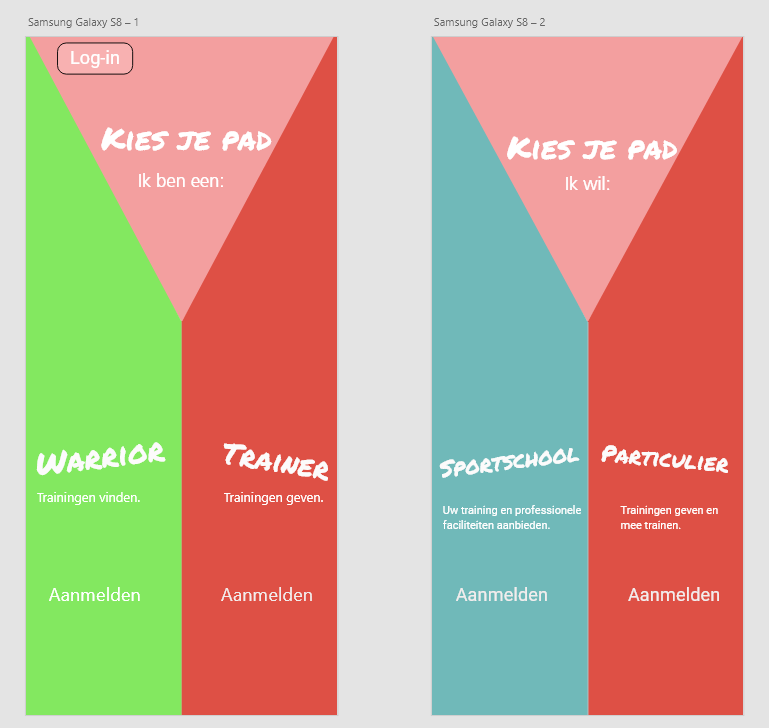 Samsung Galaxy S8 – 1
Log-in
Kies je pad
Ik ben een:
Warrior
Trainingen vinden.
Aanmelden
Trainer
Trainingen geven.
Aanmelden
Samsung Galaxy S8 – 2
Kies je pad
Ik wil:
Sportschool
Uw training en professionele
faciliteiten aanbieden.
Aanmelden
Particulier
Trainingen geven en
mee trainen.
Aanmelden